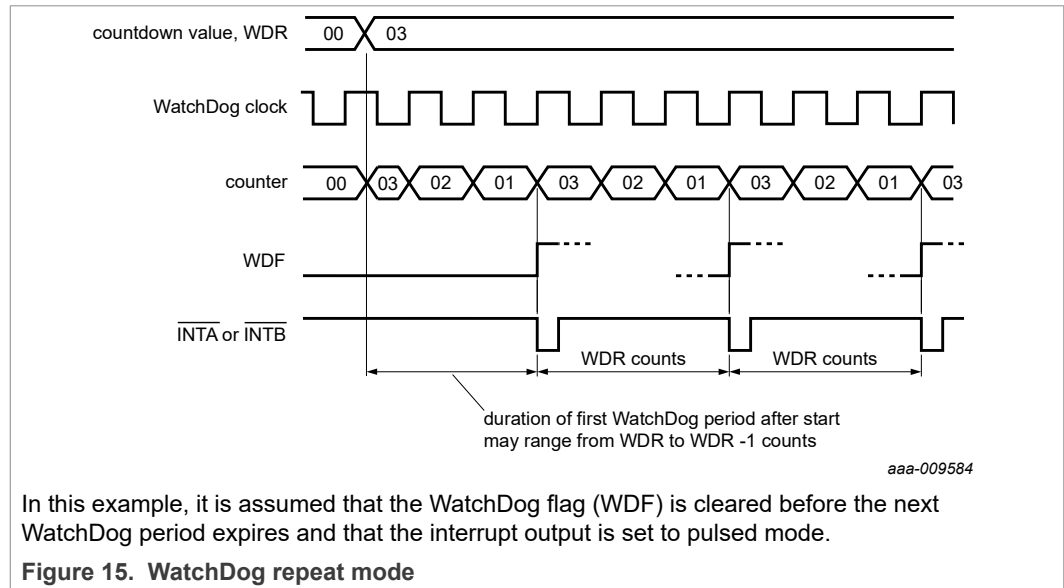 countdown value, WDR 00 03
WatchDog clock
counter 00 03 02 01 03 02 01 03 02 01 03
WDF
INTA or INTB
WDR counts WDR counts
duration of first WatchDog period after start
may range from WDR to WDR -1 counts
aaa-009584
In this example, it is assumed that the WatchDog flag (WDF) is cleared before the next
WatchDog period expires and that the interrupt output is set to pulsed mode.
Figure 15. WatchDog repeat mode